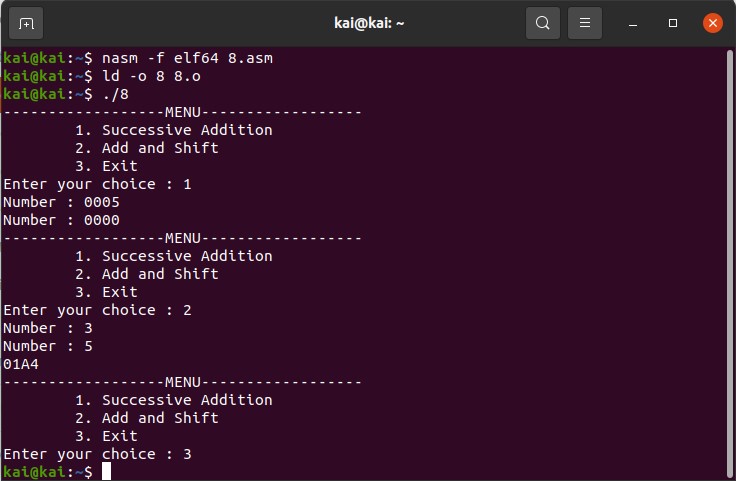 kai@kai: ~
kai@kai:~$ nasm -f elf64 8.asm
kai@kai:~$ ld -o 8 8.o
kai@kai:~$ ./8
------------------MENU------------------
        1. Successive Addition
        2. Add and Shift
        3. Exit
Enter your choice : 1
Number : 0005
Number : 0000
------------------MENU------------------
        1. Successive Addition
        2. Add and Shift
        3. Exit
Enter your choice : 2
Number : 3
Number : 5
01A4
------------------MENU------------------
        1. Successive Addition
        2. Add and Shift
        3. Exit
Enter your choice : 3
kai@kai:~$